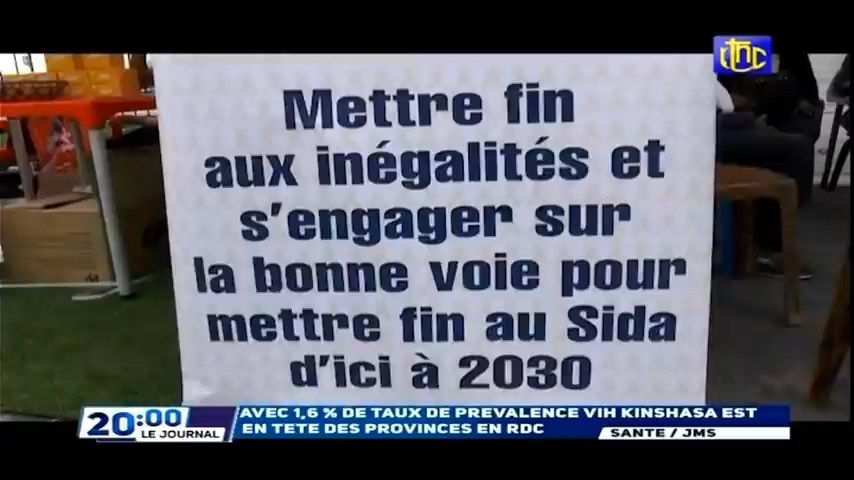 rtnc
Mettre fin
aux inégalités et
s'engager sur
la bonne voie pour
mettre fin au Sida
d'ici à 2030
20:00
LE JOURNAL
AVEC 1,6 % DE TAUX DE PREVALENCE VIH KINSHASA EST
EN TETE DES PROVINCES EN RDC
SANTE / JMS